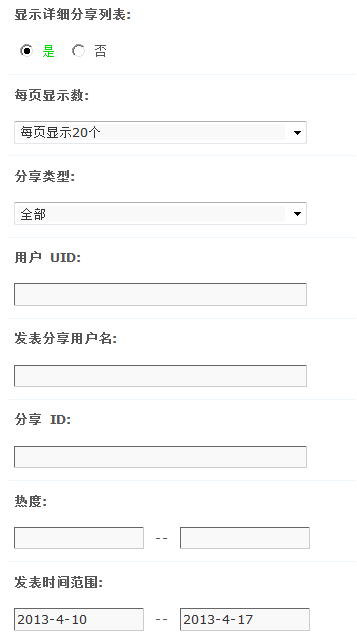 显示详细分享列表:
是 否
每页显示数:
每页显示20个
分享类型:
全部
用户 UID:
发表分享用户名:
分享 ID:
热度:
--
发表时间范围:
2013-4-10 -- 2013-4-17